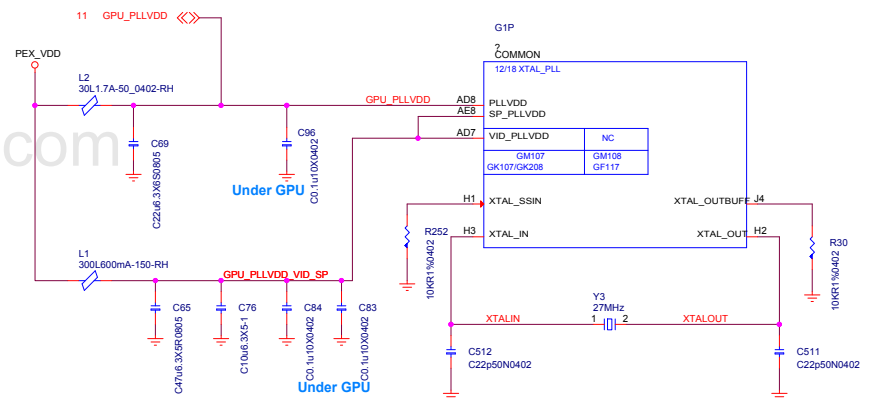 11 GPU_PLLVDD
G1P
PEX_VDD
?
COMMON
12/18 XTAL_PLL
L2
30L1.7A-50_0402-RH
GPU_PLLVDD
AD8
PLLVDD
AE8
SP_PLLVDD
AD7
VID_PLLVDD
NC
com
C69
C22u6.3X6S0805
C96
C0.1u10X0402
Under GPU
GM107
GK107/GK208
GM108
GF117
H1
XTAL_SSIN
XTAL_OUTBUFF
J4
H3
XTAL_IN
XTAL_OUT
H2
R252
10KR1%0402
R30
10KR1%0402
L1
300L600mA-150-RH
GPU_PLLVDD_VID_SP
C65
C47u6.3X5R0805
C76
C10u6.3X5-1
C84
C0.1u10X0402
C83
C0.1u10X0402
Under GPU
Y3
27MHz
XTALIN
1
2
XTALOUT
C512
C22p50N0402
C511
C22p50N0402